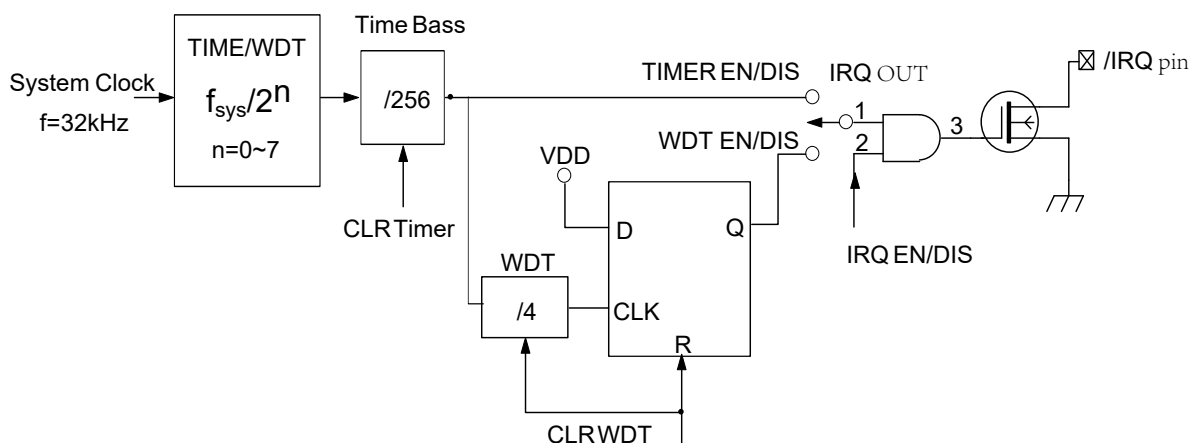 Time Bass
TIME/WDT
System Clock
f=32kHz
fsys/2^n
n=0~7
/256
TIMER EN/DIS
IRQ OUT
/IRQ pin
1
2
3
WDT EN/DIS
VDD
CLR Timer
D
Q
IRQ EN/DIS
WDT
/4
CLK
R
CLR WDT